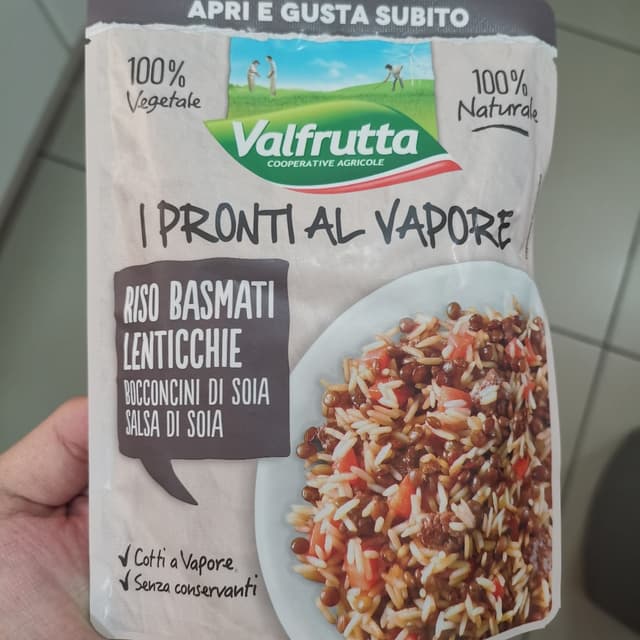 APRI E GUSTA SUBITO
100%
Vegetale
100%
Naturale
Valfrutta
COOPERATIVE AGRICOLE
I PRONTI AL VAPORE
RISO BASMATI
LENTICCHIE
BOCCONCINI DI SOIA
SALSA DI SOIA
Cotti a Vapore
Senza conservanti